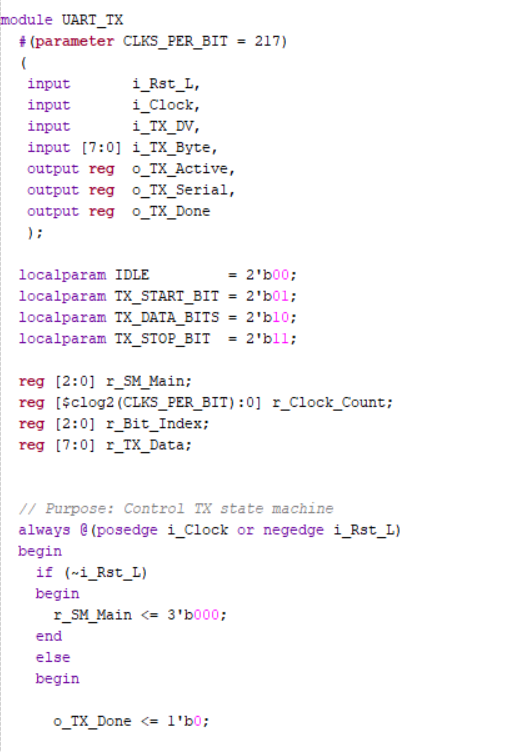 module UART_TX
#(parameter CLKS_PER_BIT = 217)
(
input i_Rst_L,
input i_Clock,
input i_TX_DV,
input [7:0] i_TX_Byte,
output reg o_TX_Active,
output reg o_TX_Serial,
output reg o_TX_Done
);
localparam IDLE = 2'b00;
localparam TX_START_BIT = 2'b01;
localparam TX_DATA_BITS = 2'b10;
localparam TX_STOP_BIT = 2'b11;
reg [2:0] r_SM_Main;
reg [$clog2(CLKS_PER_BIT):0] r_Clock_Count;
reg [2:0] r_Bit_Index;
reg [7:0] r_TX_Data;
// Purpose: Control TX state machine
always @(posedge i_Clock or negedge i_Rst_L)
begin
if (~i_Rst_L)
begin
r_SM_Main <= 3'b000;
end
else
begin
o_TX_Done <= 1'b0;